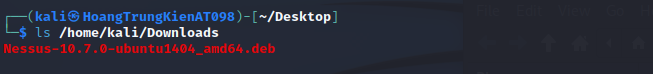 ┌──(kali㉿HoangTrungKienAT098)-[~/Desktop]
└─$ ls /home/kali/Downloads
Nessus-10.7.0-ubuntu1404_amd64.deb